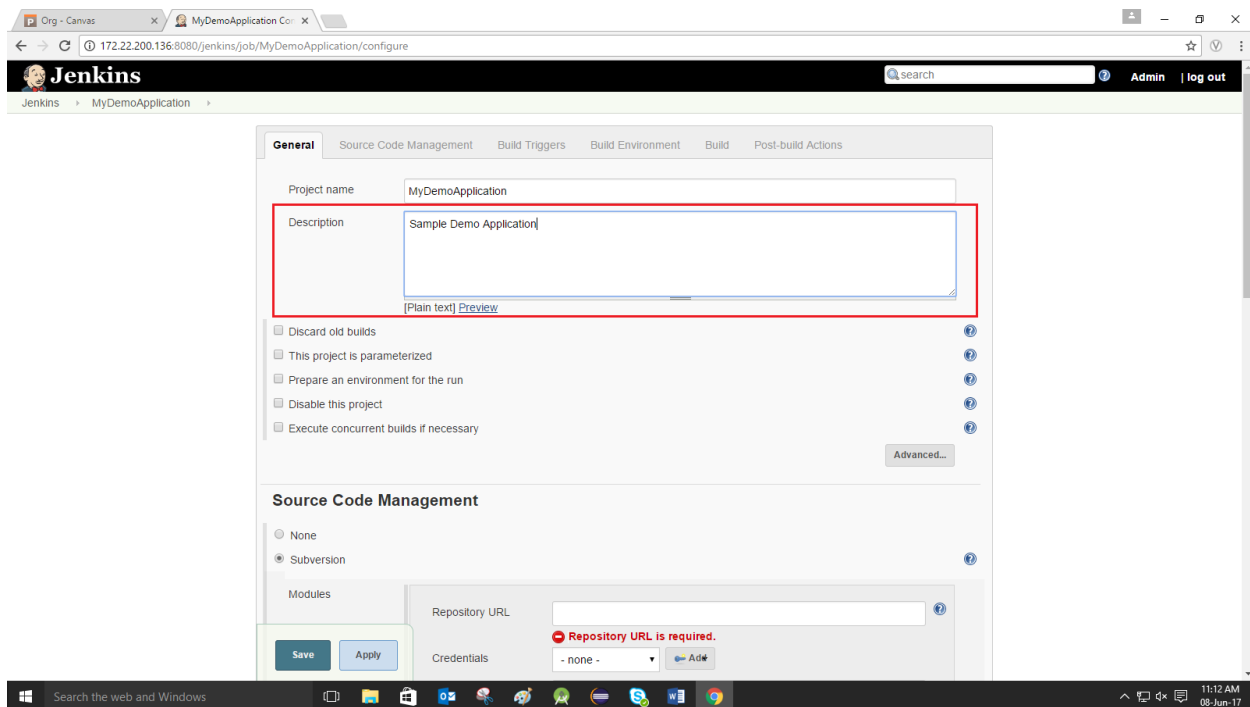 Org - Canvas
MyDemoApplication Con
172.22.200.136:8080/jenkins/job/MyDemoApplication/configure
Jenkins
search
Admin | log out
Jenkins MyDemoApplication
General Source Code Management Build Triggers Build Environment Build Post-build Actions
Project name MyDemoApplication
Description Sample Demo Application
[Plain text] Preview
Discard old builds
This project is parameterized
Prepare an environment for the run
Disable this project
Execute concurrent builds if necessary
Advanced...
Source Code Management
None
Subversion
Modules
Repository URL
Repository URL is required.
Save Apply Credentials - none - Add
Search the web and Windows
11:12 AM
08-Jun-17